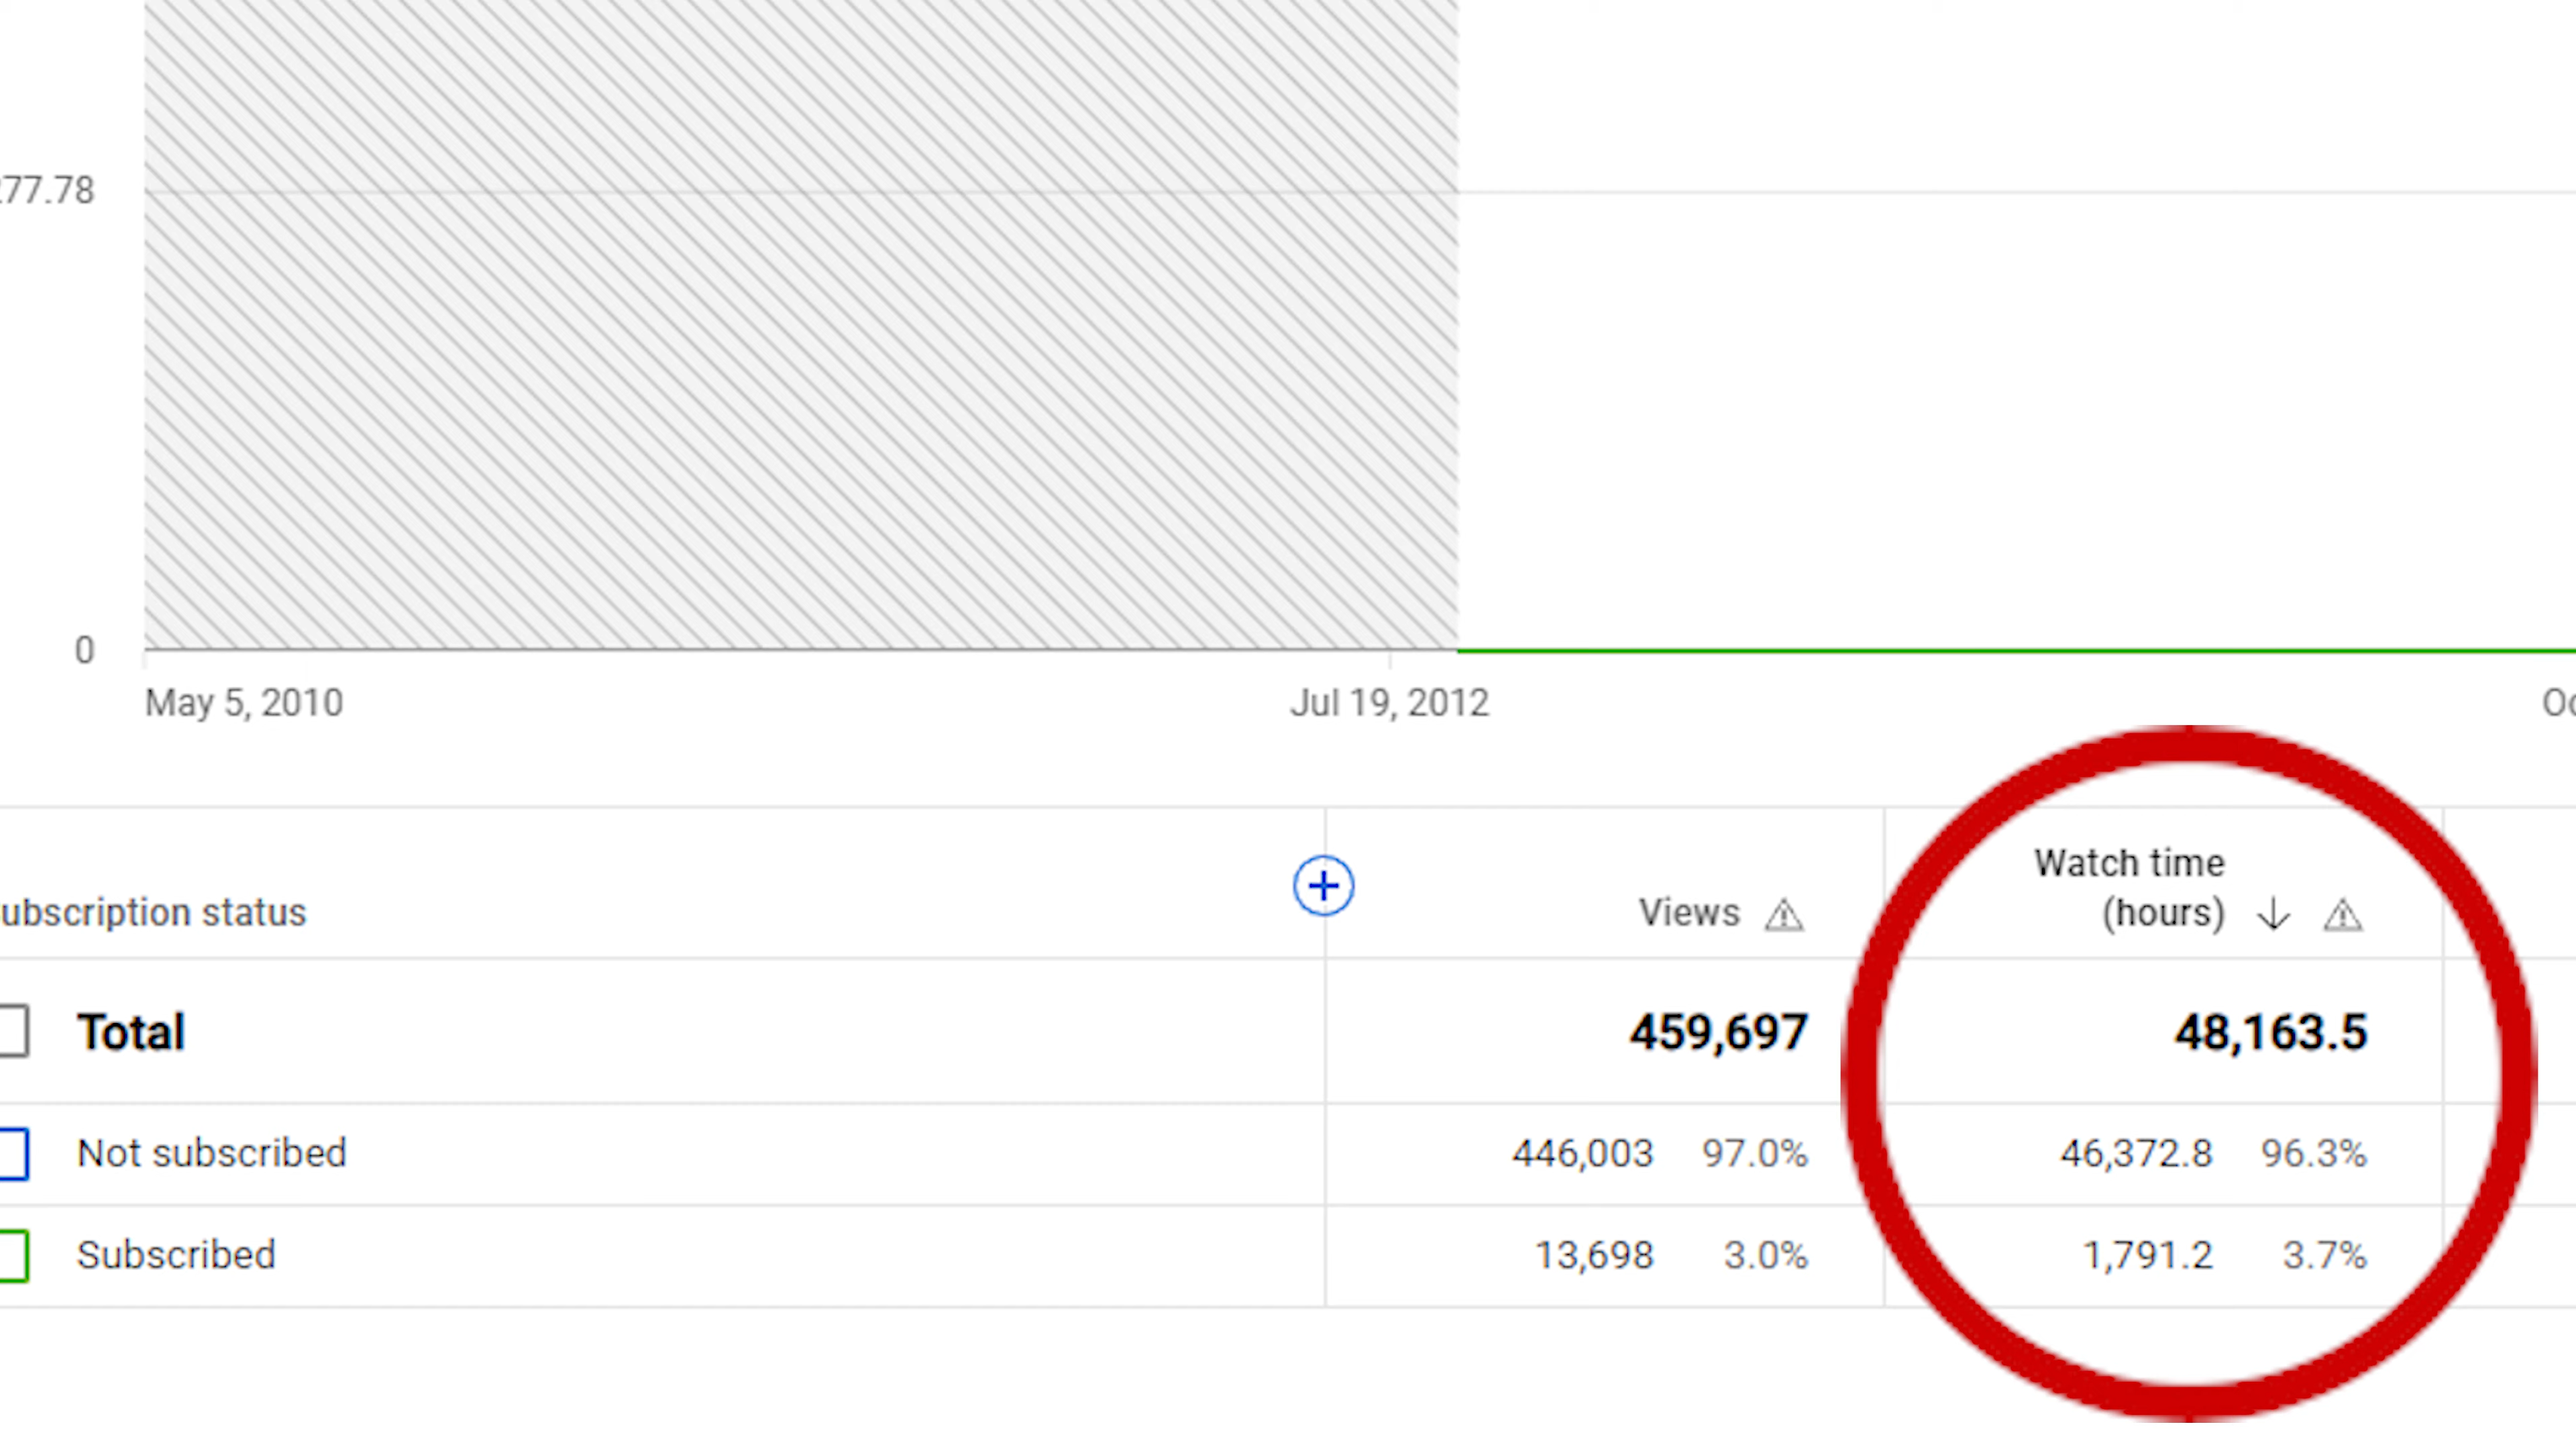 77.78
0
May 5, 2010 Jul 19, 2012
ubscription status Views Watch time
(hours)
Total 459,697 48,163.5
Not subscribed 446,003 97.0% 46,372.8 96.3%
Subscribed 13,698 3.0% 1,791.2 3.7%